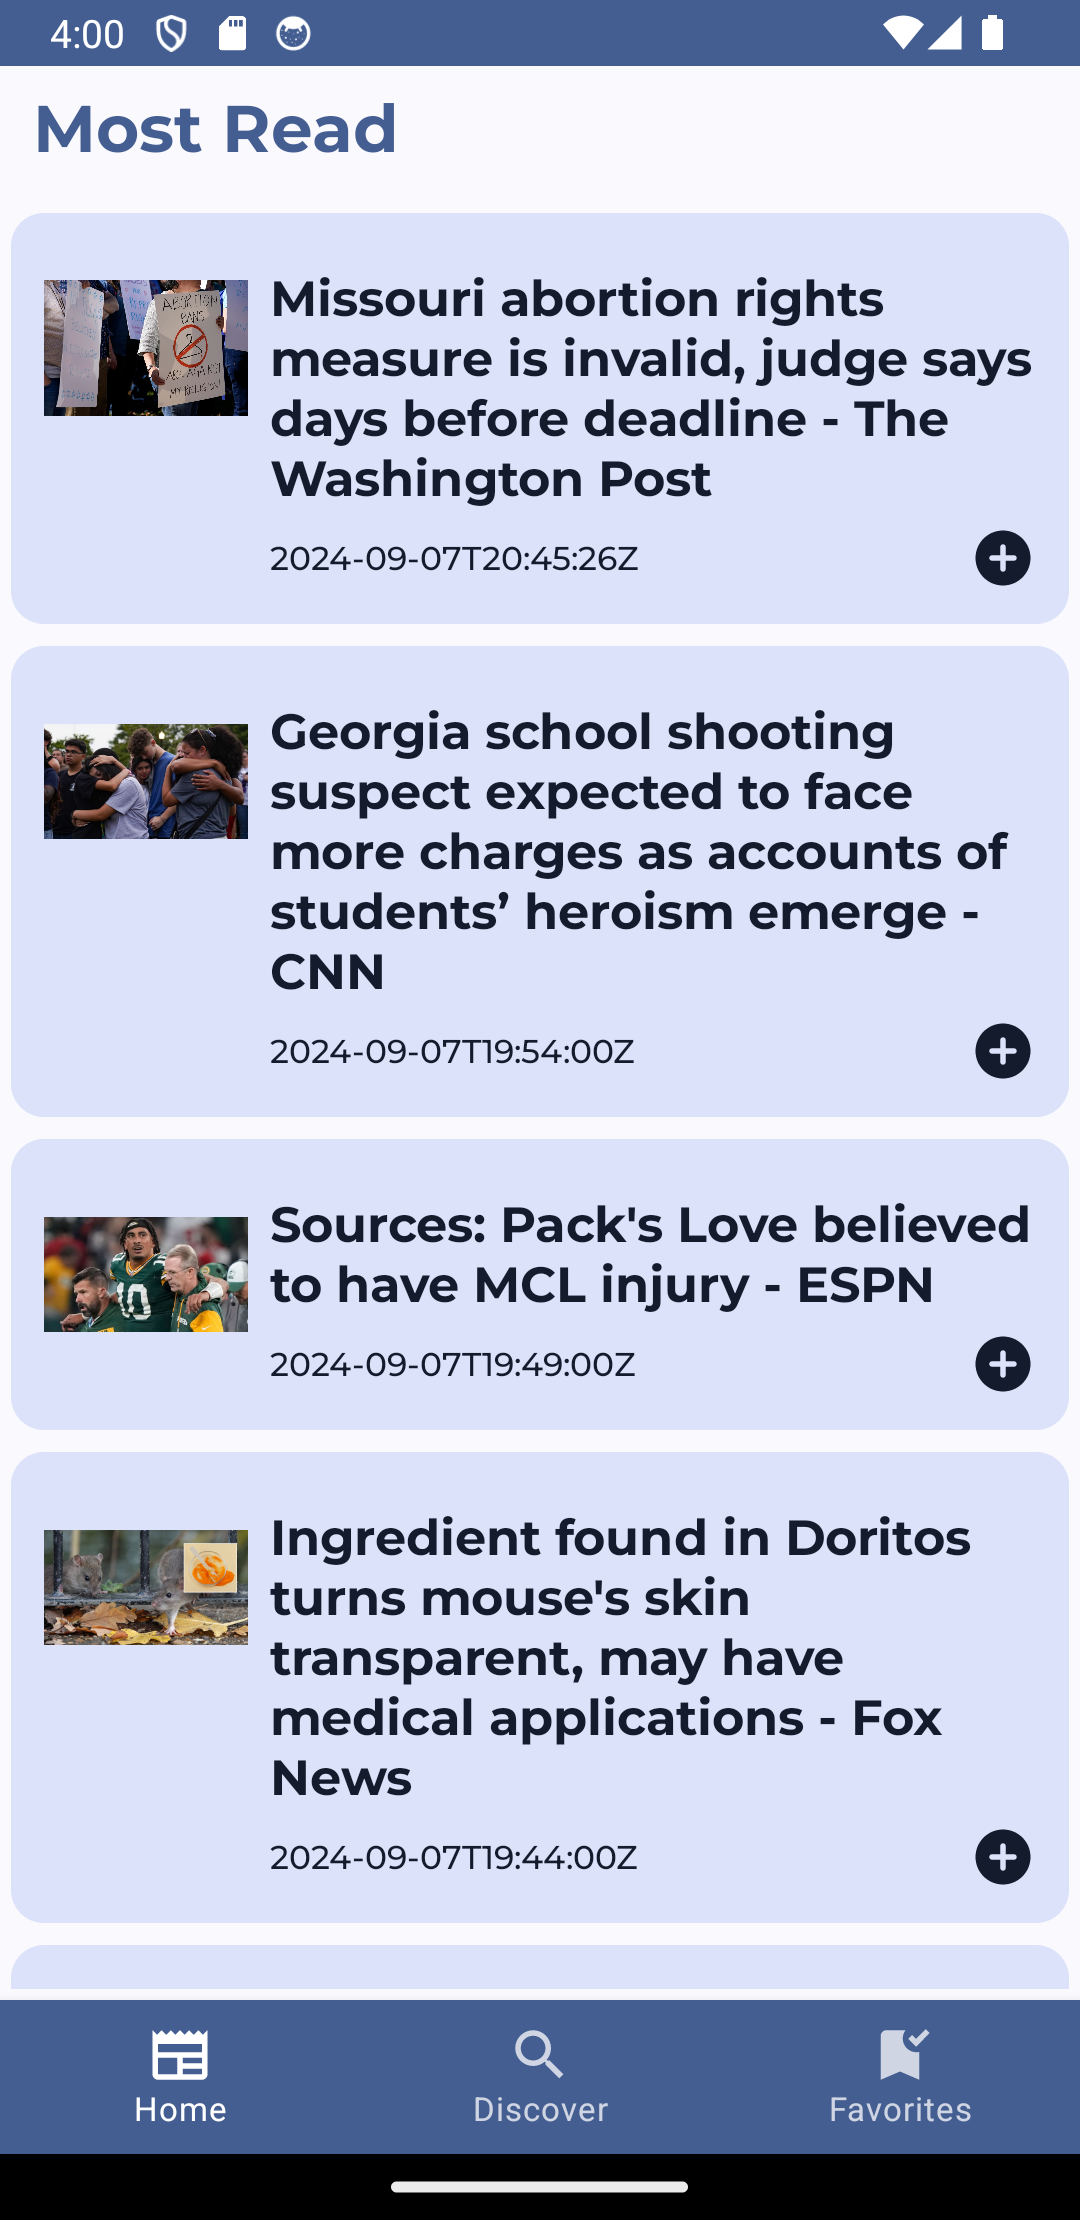 4:00
Most Read
Missouri abortion rights
measure is invalid, judge says
days before deadline - The
Washington Post
2024-09-07T20:45:26Z
Georgia school shooting
suspect expected to face
more charges as accounts of
students’ heroism emerge -
CNN
2024-09-07T19:54:00Z
Sources: Pack's Love believed
to have MCL injury - ESPN
2024-09-07T19:49:00Z
Ingredient found in Doritos
turns mouse's skin
transparent, may have
medical applications - Fox
News
2024-09-07T19:44:00Z
Home
Discover
Favorites